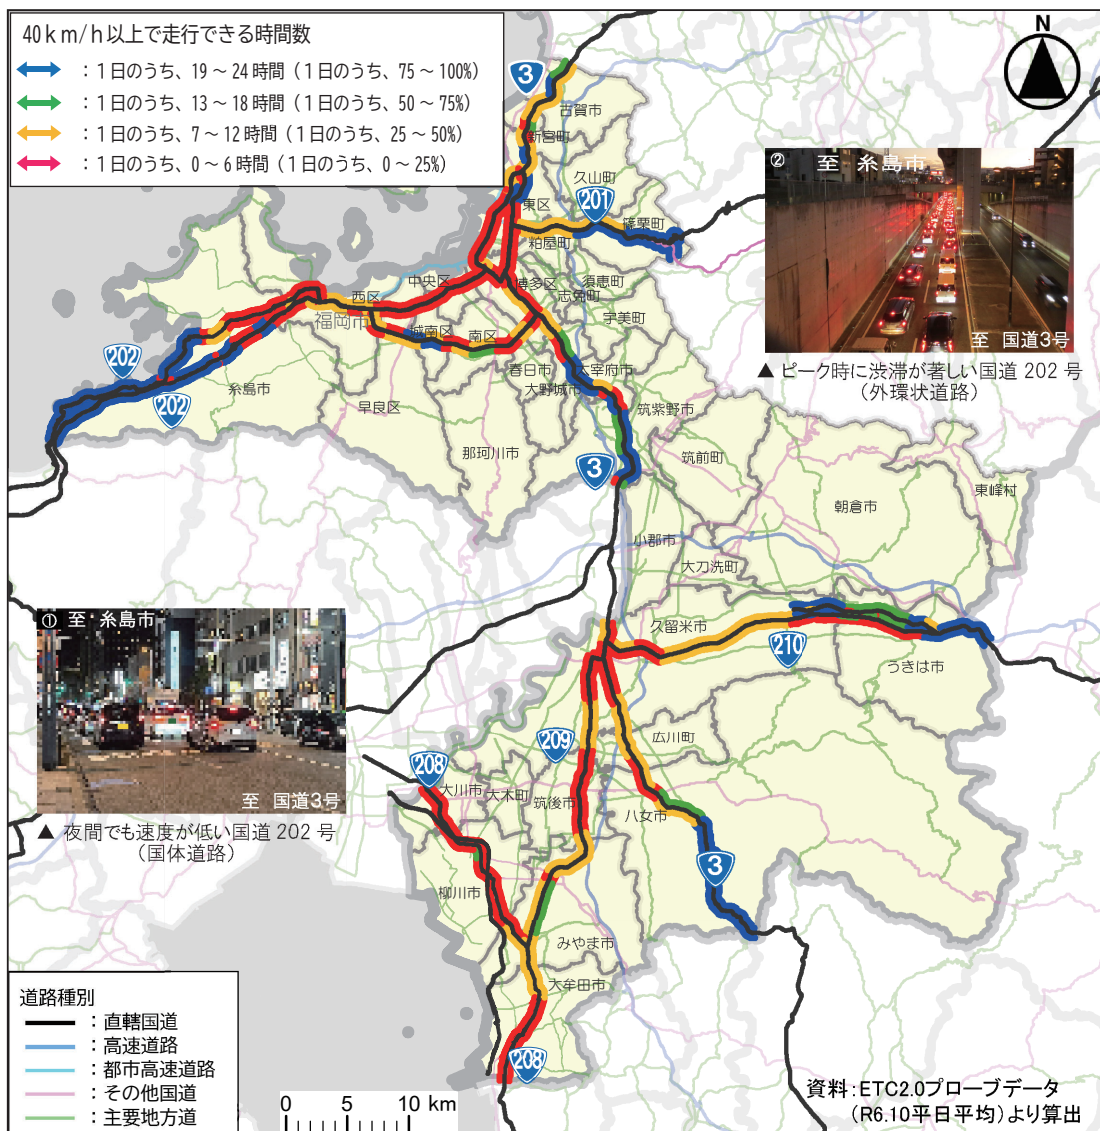 40km/h以上で走行できる時間数
：1日のうち、19～24時間（1日のうち、75～100%）
：1日のうち、13～18時間（1日のうち、50～75%）
：1日のうち、7～12時間（1日のうち、25～50%）
：1日のうち、0～6時間（1日のうち、0～25%）
N
3
古賀市
新宮町
久山町
東区
201
篠栗町
粕屋町
② 至 糸島市
至 国道3号
▲ ピーク時に渋滞が著しい国道202号
（外環状道路）
中央区
博多区
須恵町
志免町
西区
福岡市
宇美町
城南区
南区
202
春日市
太宰府市
大野城市
糸島市
202
早良区
筑紫野市
那珂川市
3
筑前町
東峰村
朝倉市
小郡市
大刀洗町
久留米市
210
うきは市
① 至・糸島市
至 国道3号
▲ 夜間でも速度が低い国道202号
（国体道路）
広川町
209
208
大川市
大木町
筑後市
八女市
3
柳川市
みやま市
大牟田市
208
道路種別
：直轄国道
：高速道路
：都市高速道路
：その他国道
：主要地方道
0 5 10 km
資料：ETC2.0プローブデータ
（R6.10平日平均）より算出